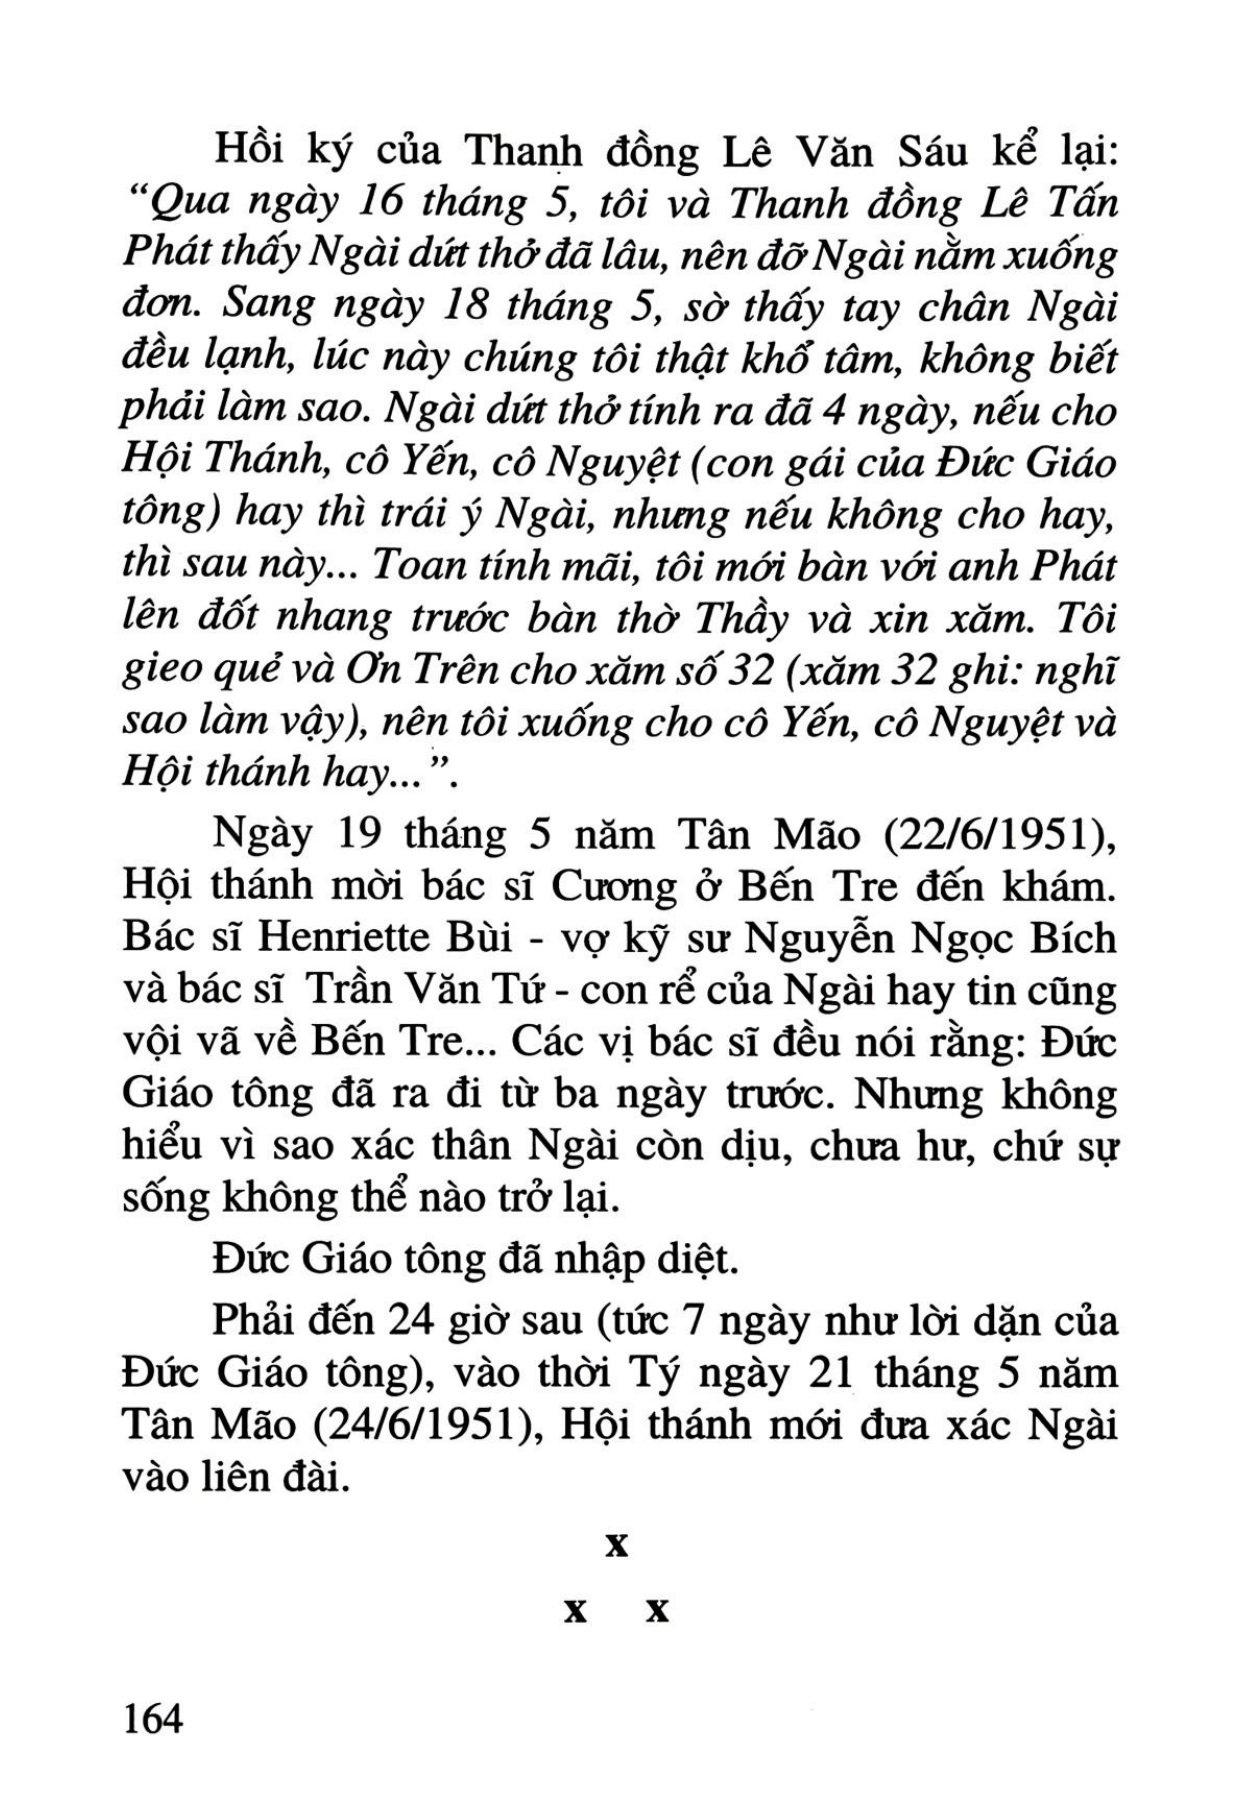 Hồi ký của Thanh đồng Lê Văn Sáu kể lại:
“Qua ngày 16 tháng 5, tôi và Thanh đồng Lê Tấn
Phát thấy Ngài dứt thở đã lâu, nên đỡ Ngài nằm xuống
đơn. Sang ngày 18 tháng 5, sờ thấy tay chân Ngài
đều lạnh, lúc này chúng tôi thật khổ tâm, không biết
phải làm sao. Ngài dứt thở tính ra đã 4 ngày, nếu cho
Hội Thánh, cô Yến, cô Nguyệt (con gái của Đức Giáo
tông) hay thì trái ý Ngài, nhưng nếu không cho hay,
thì sau này... Toan tính mãi, tôi mới bàn với anh Phát
lên đốt nhang trước bàn thờ Thầy và xin xăm. Tôi
gieo quẻ và Ơn Trên cho xăm số 32 (xăm 32 ghi: nghĩ
sao làm vậy), nên tôi xuống cho cô Yến, cô Nguyệt và
Hội thánh hay...”.
Ngày 19 tháng 5 năm Tân Mão (22/6/1951),
Hội thánh mời bác sĩ Cương ở Bến Tre đến khám.
Bác sĩ Henriette Bùi - vợ kỹ sư Nguyễn Ngọc Bích
và bác sĩ Trần Văn Tứ - con rể của Ngài hay tin cũng
vội vã về Bến Tre... Các vị bác sĩ đều nói rằng: Đức
Giáo tông đã ra đi từ ba ngày trước. Nhưng không
hiểu vì sao xác thân Ngài còn dịu, chưa hư, chứ sự
sống không thể nào trở lại.
Đức Giáo tông đã nhập diệt.
Phải đến 24 giờ sau (tức 7 ngày như lời dặn của
Đức Giáo tông), vào thời Tý ngày 21 tháng 5 năm
Tân Mão (24/6/1951), Hội thánh mới đưa xác Ngài
vào liên đài.
x
x x
164